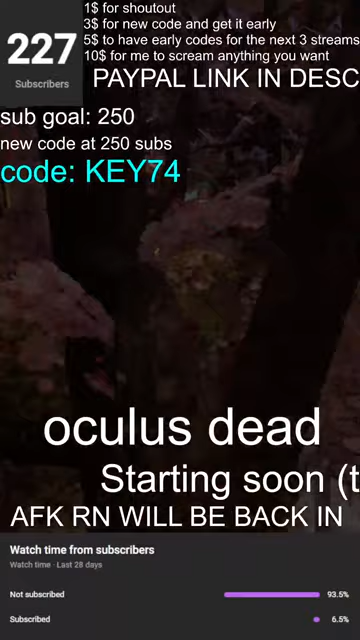 1$ for shoutout
3$ for new code and get it early
5$ to have early codes for the next 3 streams
10$ for me to scream anything you want
227
Subscribers
PAYPAL LINK IN DESC
sub goal: 250
new code at 250 subs
code: KEY74
oculus dead
Starting soon (t
AFK RN WILL BE BACK IN
Watch time from subscribers
Watch time · Last 28 days
Not subscribed 93.5%
Subscribed 6.5%